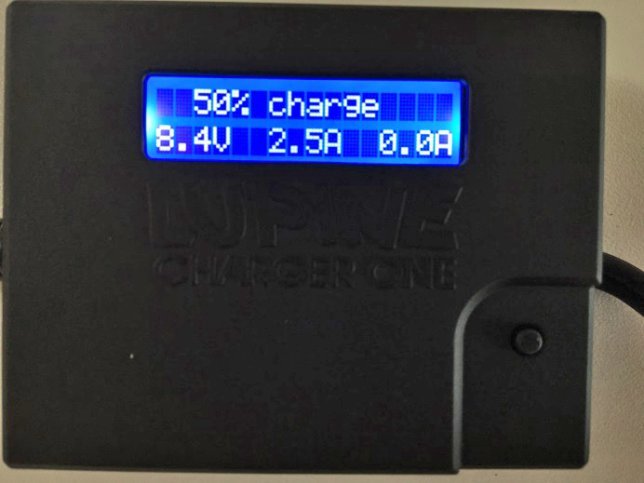 50% charge
8.4V 2.5A 0.0A
LUPINE
CHARGER ONE